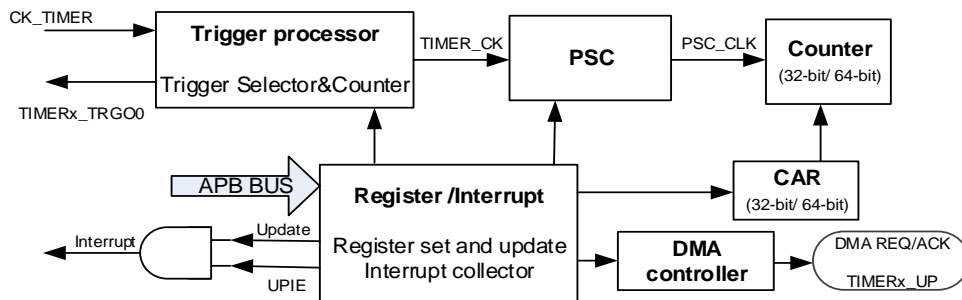 CK_TIMER
Trigger processor
Trigger Selector&Counter
TIMERx_TRGO0
TIMER_CK
PSC
PSC_CLK
Counter
(32-bit/ 64-bit)
APB BUS
Register /Interrupt
Register set and update
Interrupt collector
CAR
(32-bit/ 64-bit)
Interrupt
Update
UPIE
DMA
controller
DMA REQ/ACK
TIMERx_UP